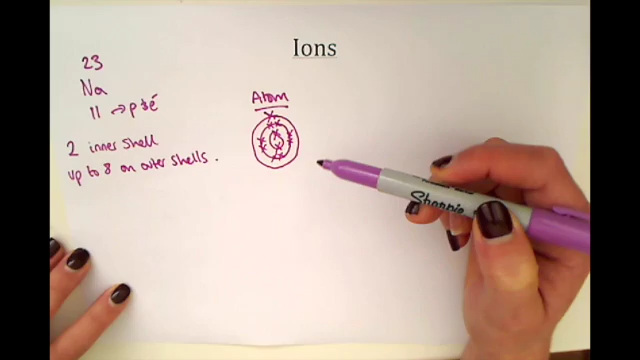 Ions
23
Na
11 → p & é
2 inner shell
up to 8 on outer shells.
Atom
Sharpie